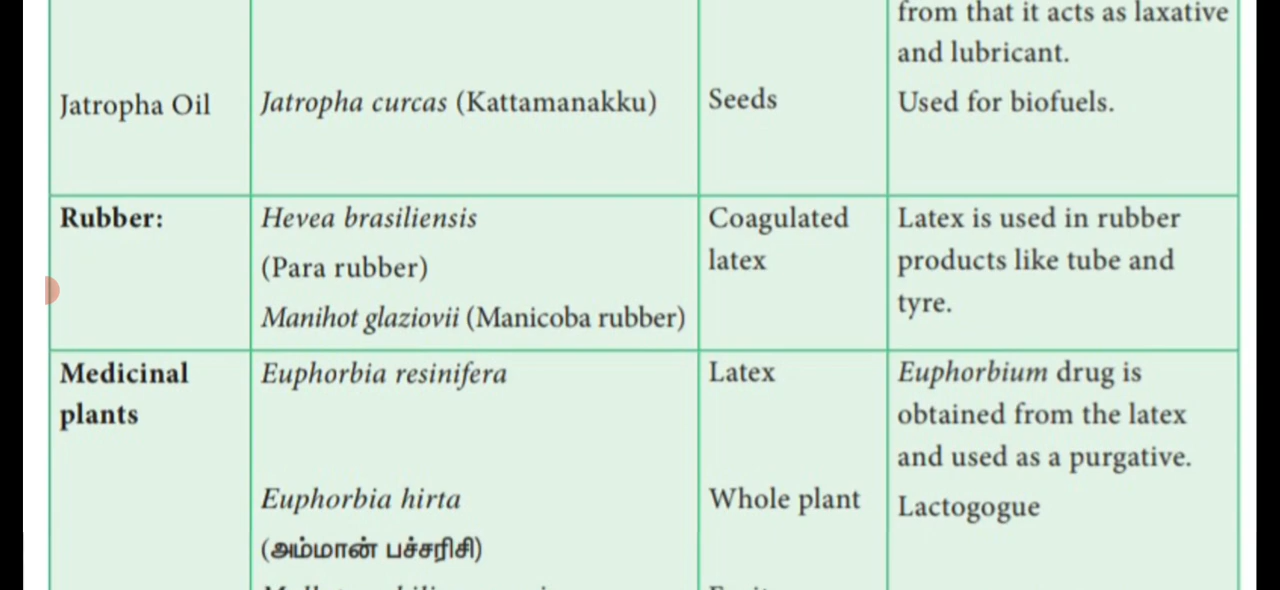 from that it acts as laxative
and lubricant.
Jatropha Oil
Jatropha curcas (Kattamanakku)
Seeds
Used for biofuels.
Rubber:
Hevea brasiliensis
(Para rubber)
Manihot glaziovii (Manicoba rubber)
Coagulated
latex
Latex is used in rubber
products like tube and
tyre.
Medicinal
plants
Euphorbia resinifera
Latex
Euphorbium drug is
obtained from the latex
and used as a purgative.
Euphorbia hirta
(அம்மான் பச்சரிசி)
Whole plant
Lactogogue